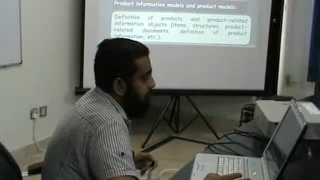 Product information models and product models
Definition of products and product-related
information objects (items, structures, product-
related documents, definition of product
information, etc.)